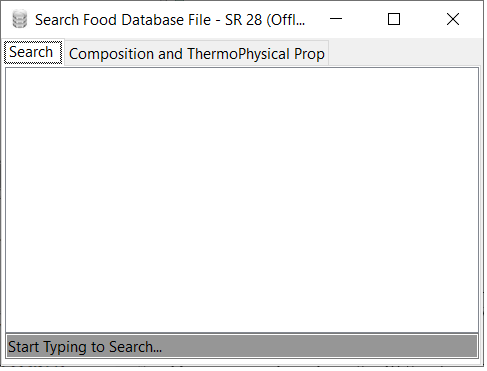 Search Food Database File - SR 28 (Offl...
Search
Composition and ThermoPhysical Prop
Start Typing to Search...